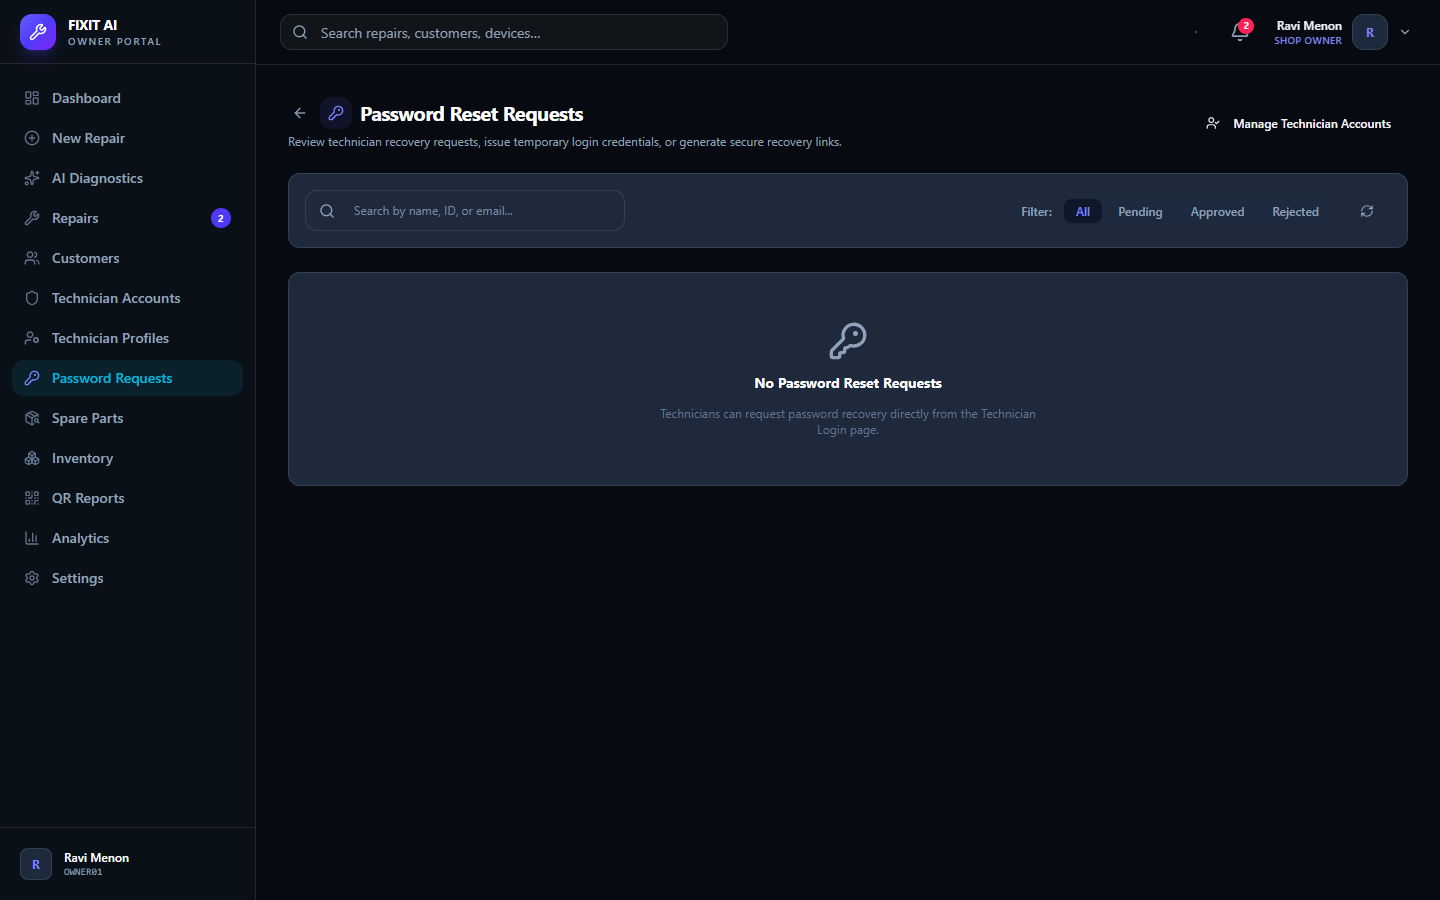 FIXIT AI
OWNER PORTAL
Dashboard
New Repair
AI Diagnostics
Repairs
2
Customers
Technician Accounts
Technician Profiles
Password Requests
Spare Parts
Inventory
QR Reports
Analytics
Settings
R
Ravi Menon
OWNER01
Search repairs, customers, devices...
2
Ravi Menon
SHOP OWNER
R
Password Reset Requests
Review technician recovery requests, issue temporary login credentials, or generate secure recovery links.
Manage Technician Accounts
Search by name, ID, or email...
Filter:
All
Pending
Approved
Rejected
No Password Reset Requests
Technicians can request password recovery directly from the Technician
Login page.